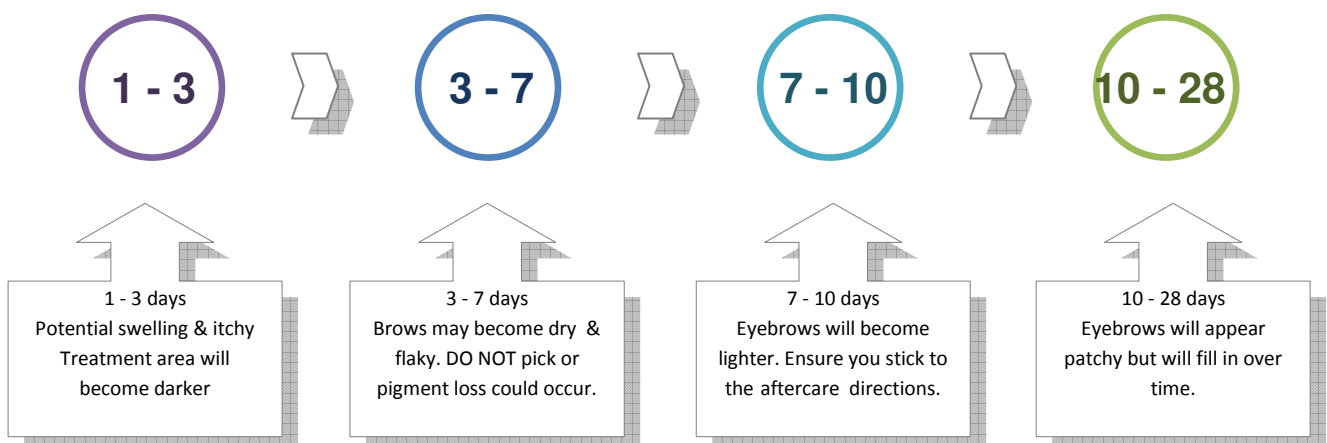 1 - 3
3 - 7
7 - 10
10 - 28
1 - 3 days
Potential swelling & itchy
Treatment area will
become darker
3 - 7 days
Brows may become dry &
flaky. DO NOT pick or
pigment loss could occur.
7 - 10 days
Eyebrows will become
lighter. Ensure you stick to
the aftercare directions.
10 - 28 days
Eyebrows will appear
patchy but will fill in over
time.